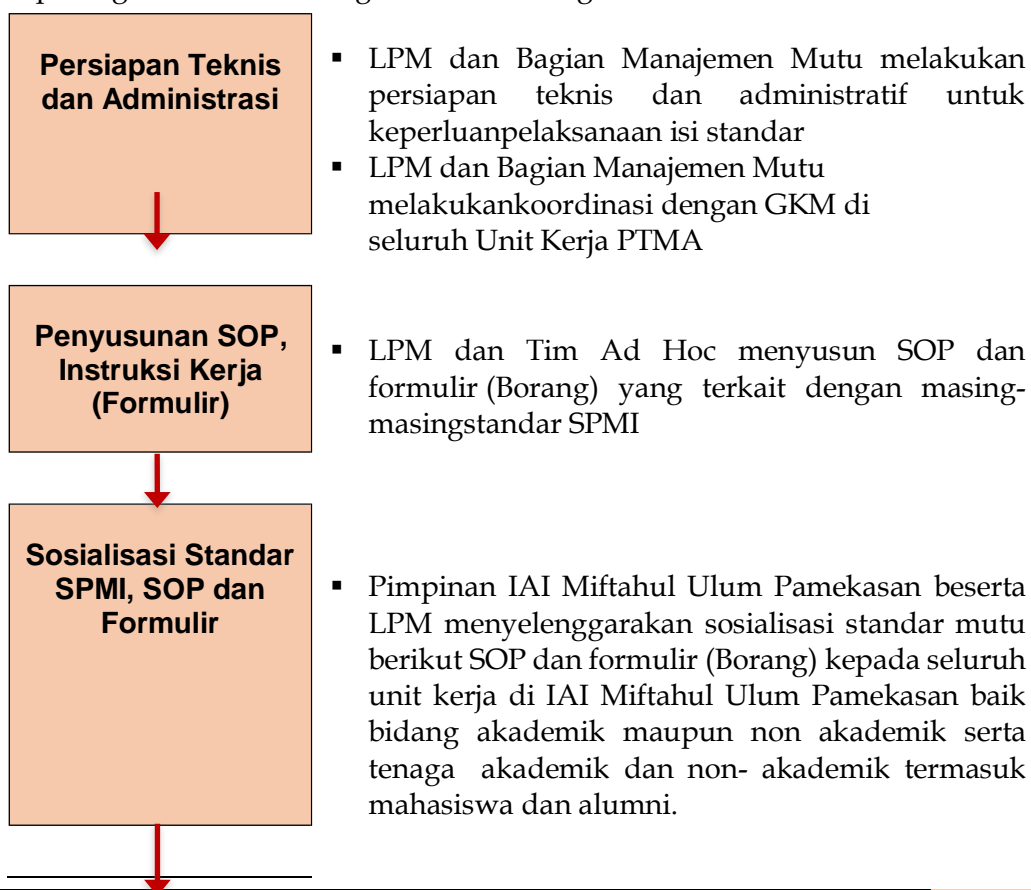 Persiapan Teknis
dan Administrasi
▪ LPM dan Bagian Manajemen Mutu melakukan
persiapan teknis dan administratif untuk
keperluanpelaksanaan isi standar
▪ LPM dan Bagian Manajemen Mutu
melakukankoordinasi dengan GKM di
seluruh Unit Kerja PTMA
Penyusunan SOP,
Instruksi Kerja
(Formulir)
▪ LPM dan Tim Ad Hoc menyusun SOP dan
formulir (Borang) yang terkait dengan masing-
masingstandar SPMI
Sosialisasi Standar
SPMI, SOP dan
Formulir
▪ Pimpinan IAI Miftahul Ulum Pamekasan beserta
LPM menyelenggarakan sosialisasi standar mutu
berikut SOP dan formulir (Borang) kepada seluruh
unit kerja di IAI Miftahul Ulum Pamekasan baik
bidang akademik maupun non akademik serta
tenaga akademik dan non- akademik termasuk
mahasiswa dan alumni.